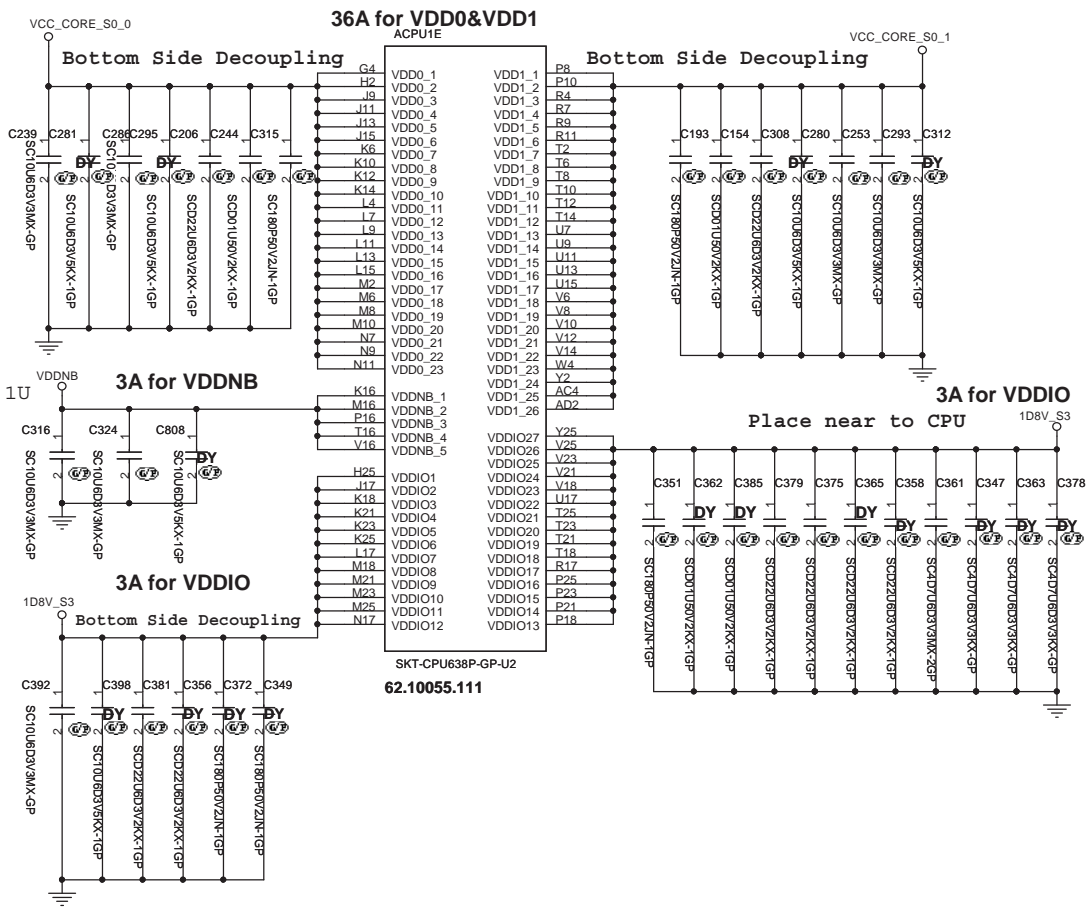 36A for VDD0&VDD1
ACPU1E
VCC_CORE_S0_0
Bottom Side Decoupling
C239
C281
C286
C295
C206
C244
C315
DY
DY
SC10U6D3V3MX-GP
SC10U6D3V5KX-1GP
SC10U6D3V5KX-1GP
SCD22U6D3V2KX-1GP
SCD01U50V2KX-1GP
SC180P50V2JN-1GP
G4 VDD0_1
H2 VDD0_2
J9 VDD0_3
J11 VDD0_4
J13 VDD0_5
J15 VDD0_6
K6 VDD0_7
K10 VDD0_8
K12 VDD0_9
K14 VDD0_10
L4 VDD0_11
L7 VDD0_12
L9 VDD0_13
L11 VDD0_14
L13 VDD0_15
L15 VDD0_16
M2 VDD0_17
M6 VDD0_18
M8 VDD0_19
M10 VDD0_20
N7 VDD0_21
N9 VDD0_22
N11 VDD0_23
K16 VDDNB_1
M16 VDDNB_2
P16 VDDNB_3
T16 VDDNB_4
V16 VDDNB_5
H25 VDDIO1
J17 VDDIO2
K18 VDDIO3
K21 VDDIO4
K23 VDDIO5
K25 VDDIO6
L17 VDDIO7
M18 VDDIO8
M21 VDDIO9
M23 VDDIO10
M25 VDDIO11
N17 VDDIO12
VDD1_1 P8
VDD1_2 P10
VDD1_3 R4
VDD1_4 R7
VDD1_5 R9
VDD1_6 R11
VDD1_7 T2
VDD1_8 T6
VDD1_9 T8
VDD1_10 T10
VDD1_11 T12
VDD1_12 T14
VDD1_13 U7
VDD1_14 U9
VDD1_15 U11
VDD1_16 U13
VDD1_17 U15
VDD1_18 V6
VDD1_19 V8
VDD1_20 V10
VDD1_21 V12
VDD1_22 V14
VDD1_23 W4
VDD1_24 Y2
VDD1_25 AC4
VDD1_26 AD2
VDDIO27 Y25
VDDIO26 V25
VDDIO25 V23
VDDIO24 V21
VDDIO23 V18
VDDIO22 U17
VDDIO21 T25
VDDIO20 T23
VDDIO19 T21
VDDIO18 T18
VDDIO17 R17
VDDIO16 P25
VDDIO15 P23
VDDIO14 P21
VDDIO13 P18
SKT-CPU638P-GP-U2
62.10055.111
VCC_CORE_S0_1
Bottom Side Decoupling
C193
C154
C308
C280
C253
C293
C312
DY
DY
SC180P50V2JN-1GP
SCD01U50V2KX-1GP
SCD22U6D3V2KX-1GP
SC10U6D3V5KX-1GP
SC10U6D3V3MX-GP
SC10U6D3V3MX-GP
SC10U6D3V5KX-1GP
1U
VDDNB
3A for VDDNB
C316
C324
C808
DY
SC10U6D3V3MX-GP
SC10U6D3V3MX-GP
SC10U6D3V5KX-1GP
3A for VDDIO
1D8V_S3
Place near to CPU
C351
C362
C385
C379
C375
C365
C358
C361
C347
C363
C378
DY
DY
DY
DY
DY
DY
DY
SC180P50V2JN-1GP
SCD01U50V2KX-1GP
SCD01U50V2KX-1GP
SCD22U6D3V2KX-1GP
SCD22U6D3V2KX-1GP
SCD22U6D3V2KX-1GP
SCD22U6D3V2KX-1GP
SC4D7U6D3V3MX-2GP
SC4D7U6D3V3KX-GP
SC4D7U6D3V3KX-GP
SC4D7U6D3V3KX-GP
3A for VDDIO
1D8V_S3
Bottom Side Decoupling
C392
C398
C381
C356
C372
C349
DY
DY
DY
DY
SC10U6D3V3MX-GP
SC10U6D3V5KX-1GP
SCD22U6D3V2KX-1GP
SCD22U6D3V2KX-1GP
SC180P50V2JN-1GP
SC180P50V2JN-1GP